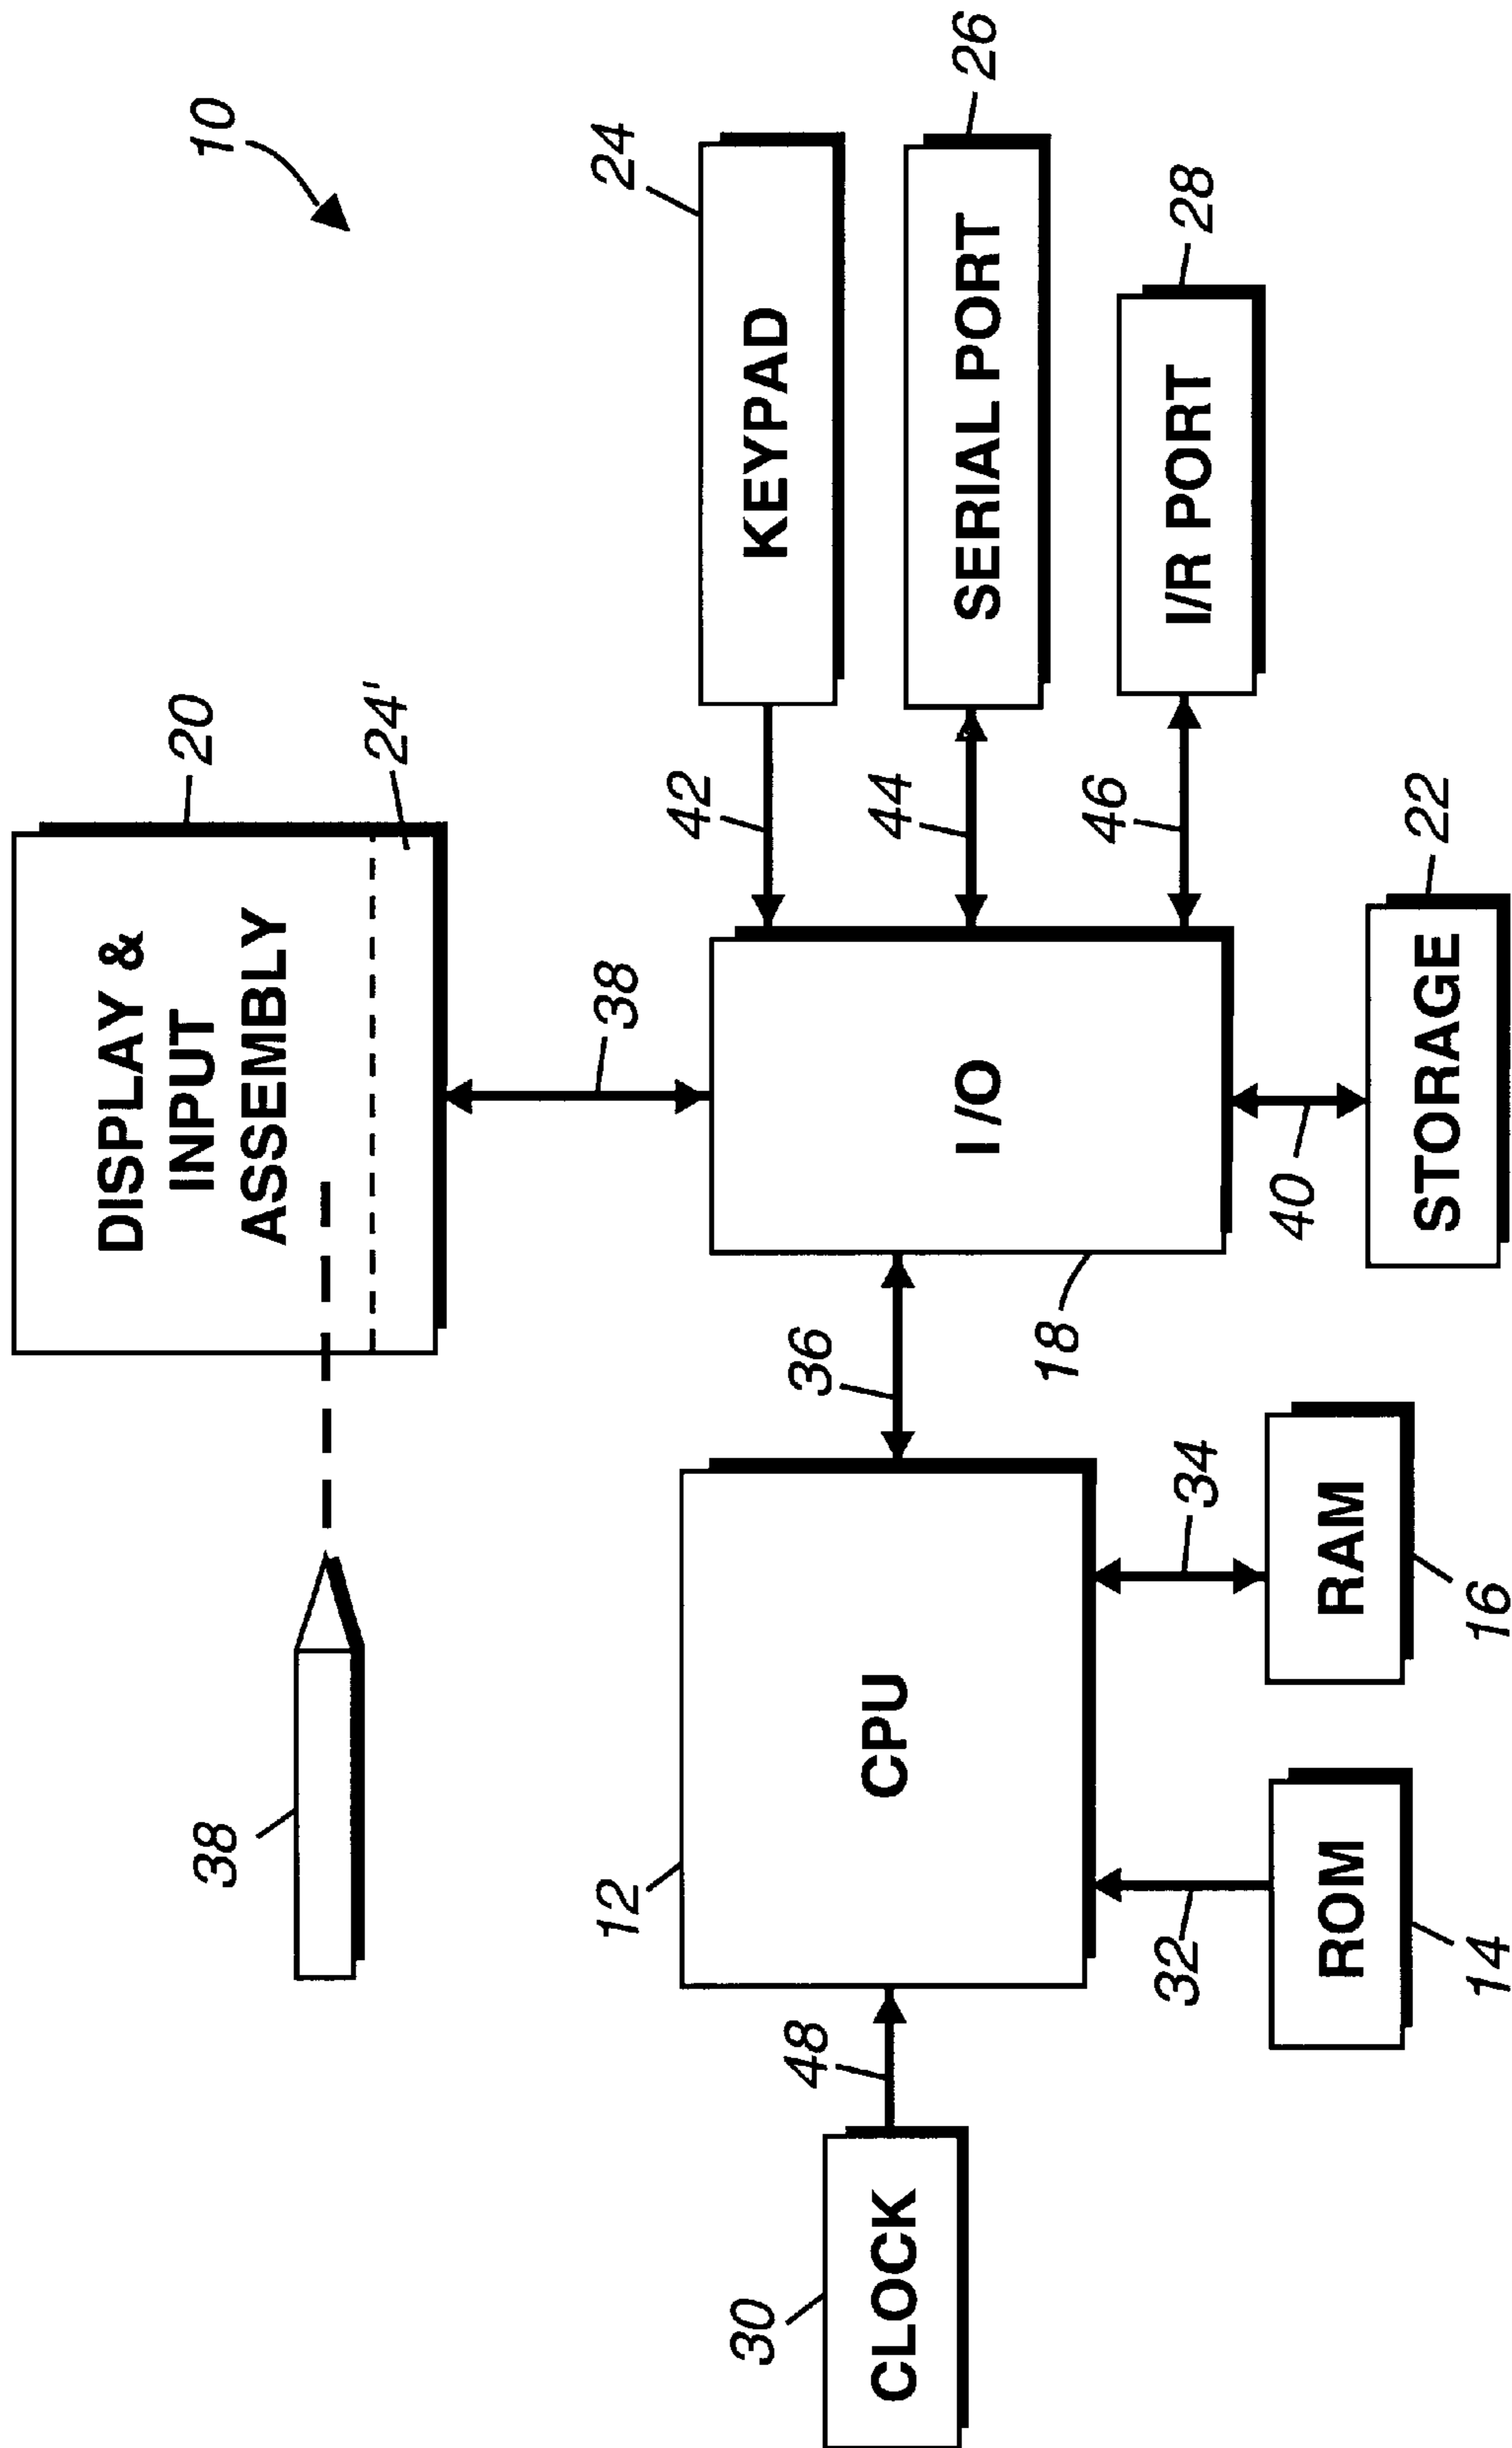 10
20
DISPLAY &
INPUT
ASSEMBLY
24'
38
38
24
KEYPAD
42
26
SERIAL PORT
44
28
I/R PORT
46
I/O
18
36
12
CPU
48
30
CLOCK
32
34
40
14
ROM
16
RAM
22
STORAGE